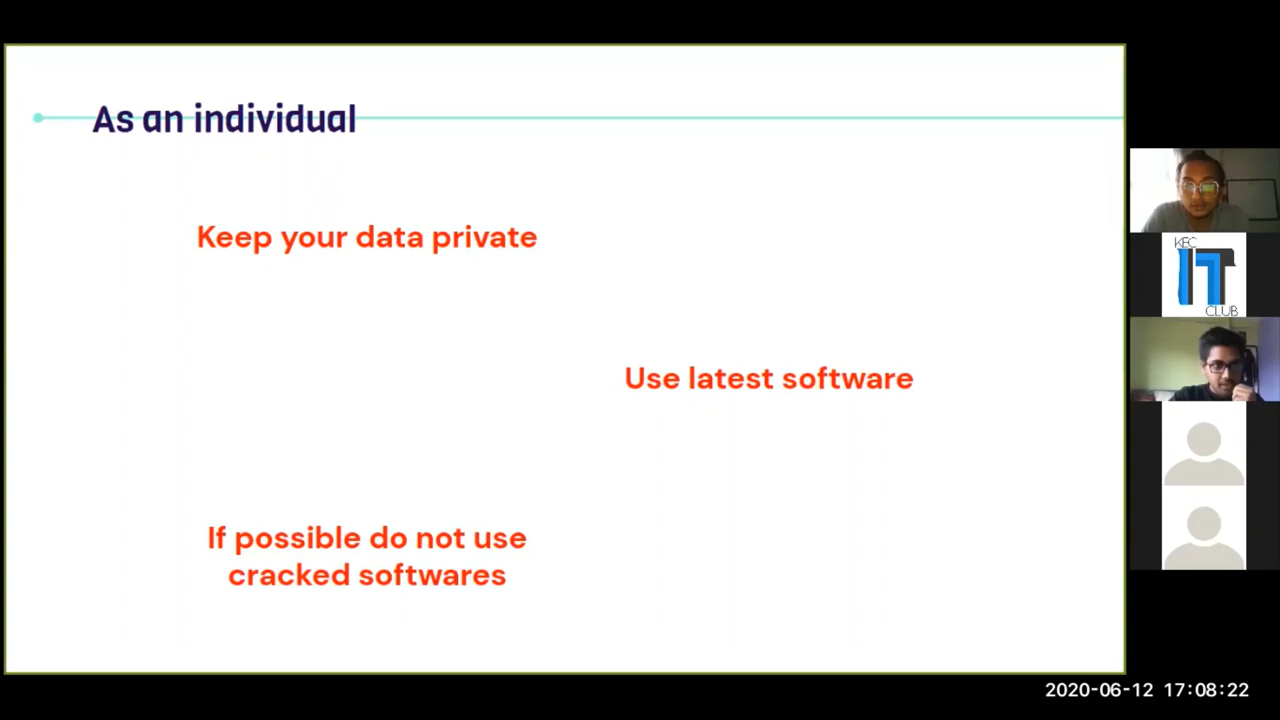 As an individual
Keep your data private
Use latest software
If possible do not use
cracked softwares
KEC
IT
CLUB
2020-06-12 17:08:22